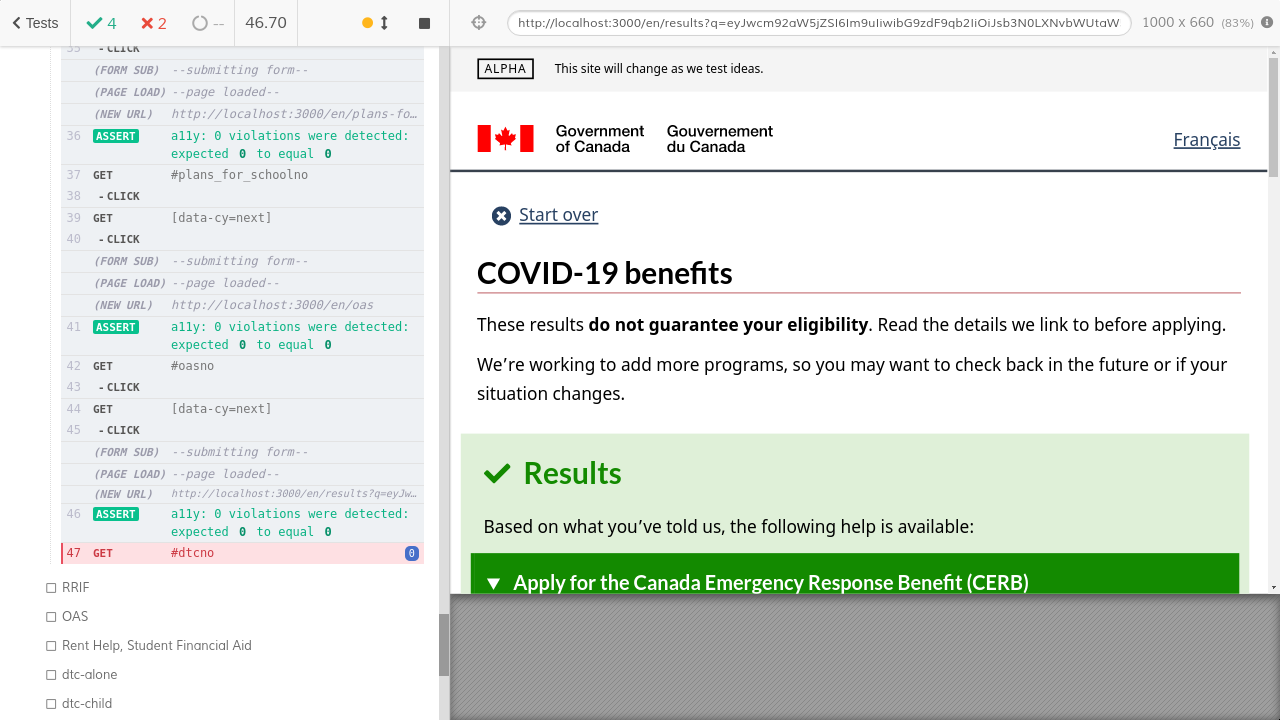 Tests
4
2
--
46.70
http://localhost:3000/en/results?q=eyJwcm92aW5jZSI6Im9uIiwibG9zdF9qb2IiOiJsb3N0LXNvbWUtaW
1000 x 660 (83%)
35 - CLICK
(FORM SUB) --submitting form--
(PAGE LOAD) --page loaded--
(NEW URL) http://localhost:3000/en/plans-fo…
36 ASSERT a11y: 0 violations were detected:
expected 0 to equal 0
37 GET #plans_for_schoolno
38 - CLICK
39 GET [data-cy=next]
40 - CLICK
(FORM SUB) --submitting form--
(PAGE LOAD) --page loaded--
(NEW URL) http://localhost:3000/en/oas
41 ASSERT a11y: 0 violations were detected:
expected 0 to equal 0
42 GET #oasno
43 - CLICK
44 GET [data-cy=next]
45 - CLICK
(FORM SUB) --submitting form--
(PAGE LOAD) --page loaded--
(NEW URL) http://localhost:3000/en/results?q=eyJw…
46 ASSERT a11y: 0 violations were detected:
expected 0 to equal 0
47 GET #dtcno 0
RRIF
OAS
Rent Help, Student Financial Aid
dtc-alone
dtc-child
ALPHA This site will change as we test ideas.
Government Gouvernement
of Canada du Canada
Français
Start over
COVID-19 benefits
These results do not guarantee your eligibility. Read the details we link to before applying.
We're working to add more programs, so you may want to check back in the future or if your
situation changes.
Results
Based on what you've told us, the following help is available:
Apply for the Canada Emergency Response Benefit (CERB)